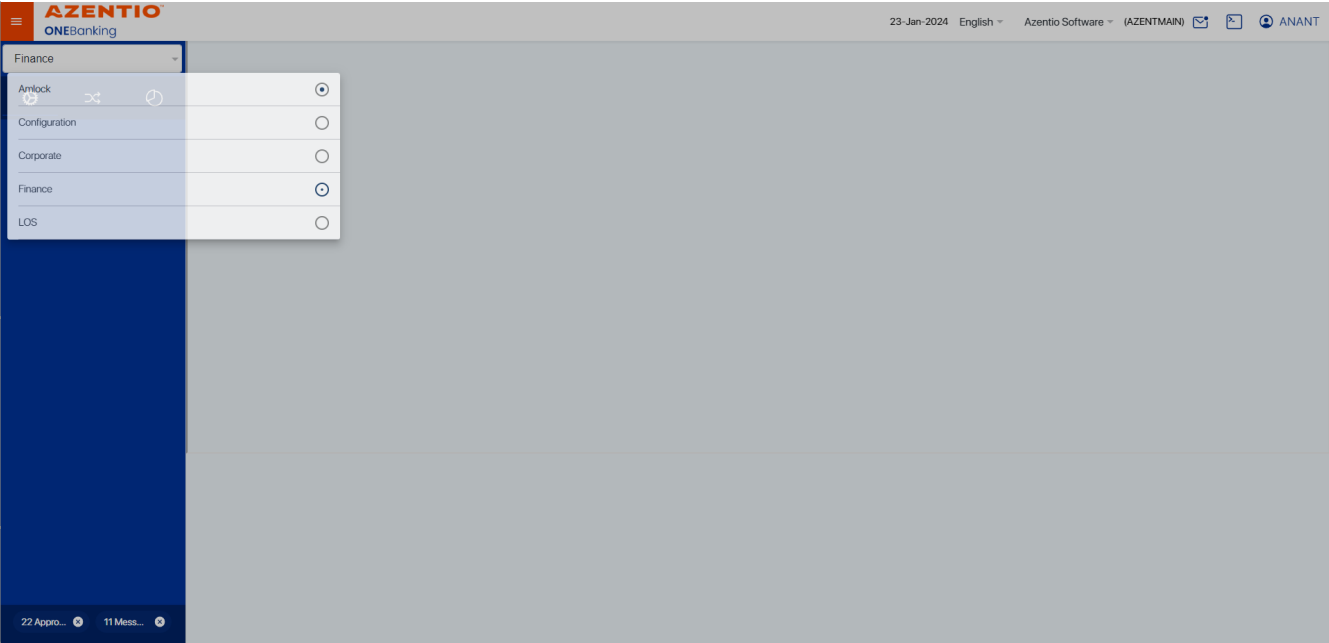 AZENTIO
ONEBanking
23-Jan-2024 English Azentio Software (AZENTMAIN) ANANT
Finance
Amlock
Configuration
Corporate
Finance
LOS
22 Appro... 11 Mess...